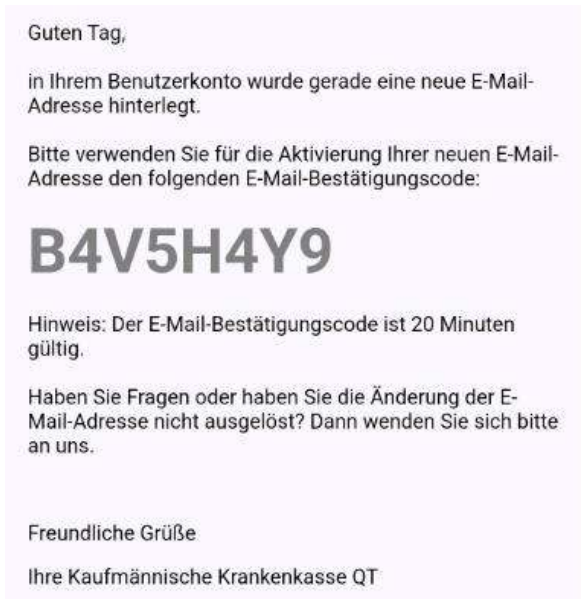 Guten Tag,
in Ihrem Benutzerkonto wurde gerade eine neue E-Mail-
Adresse hinterlegt.
Bitte verwenden Sie für die Aktivierung Ihrer neuen E-Mail-
Adresse den folgenden E-Mail-Bestätigungscode:
B4V5H4Y9
Hinweis: Der E-Mail-Bestätigungscode ist 20 Minuten
gültig.
Haben Sie Fragen oder haben Sie die Änderung der E-
Mail-Adresse nicht ausgelöst? Dann wenden Sie sich bitte
an uns.
Freundliche Grüße
Ihre Kaufmännische Krankenkasse QT